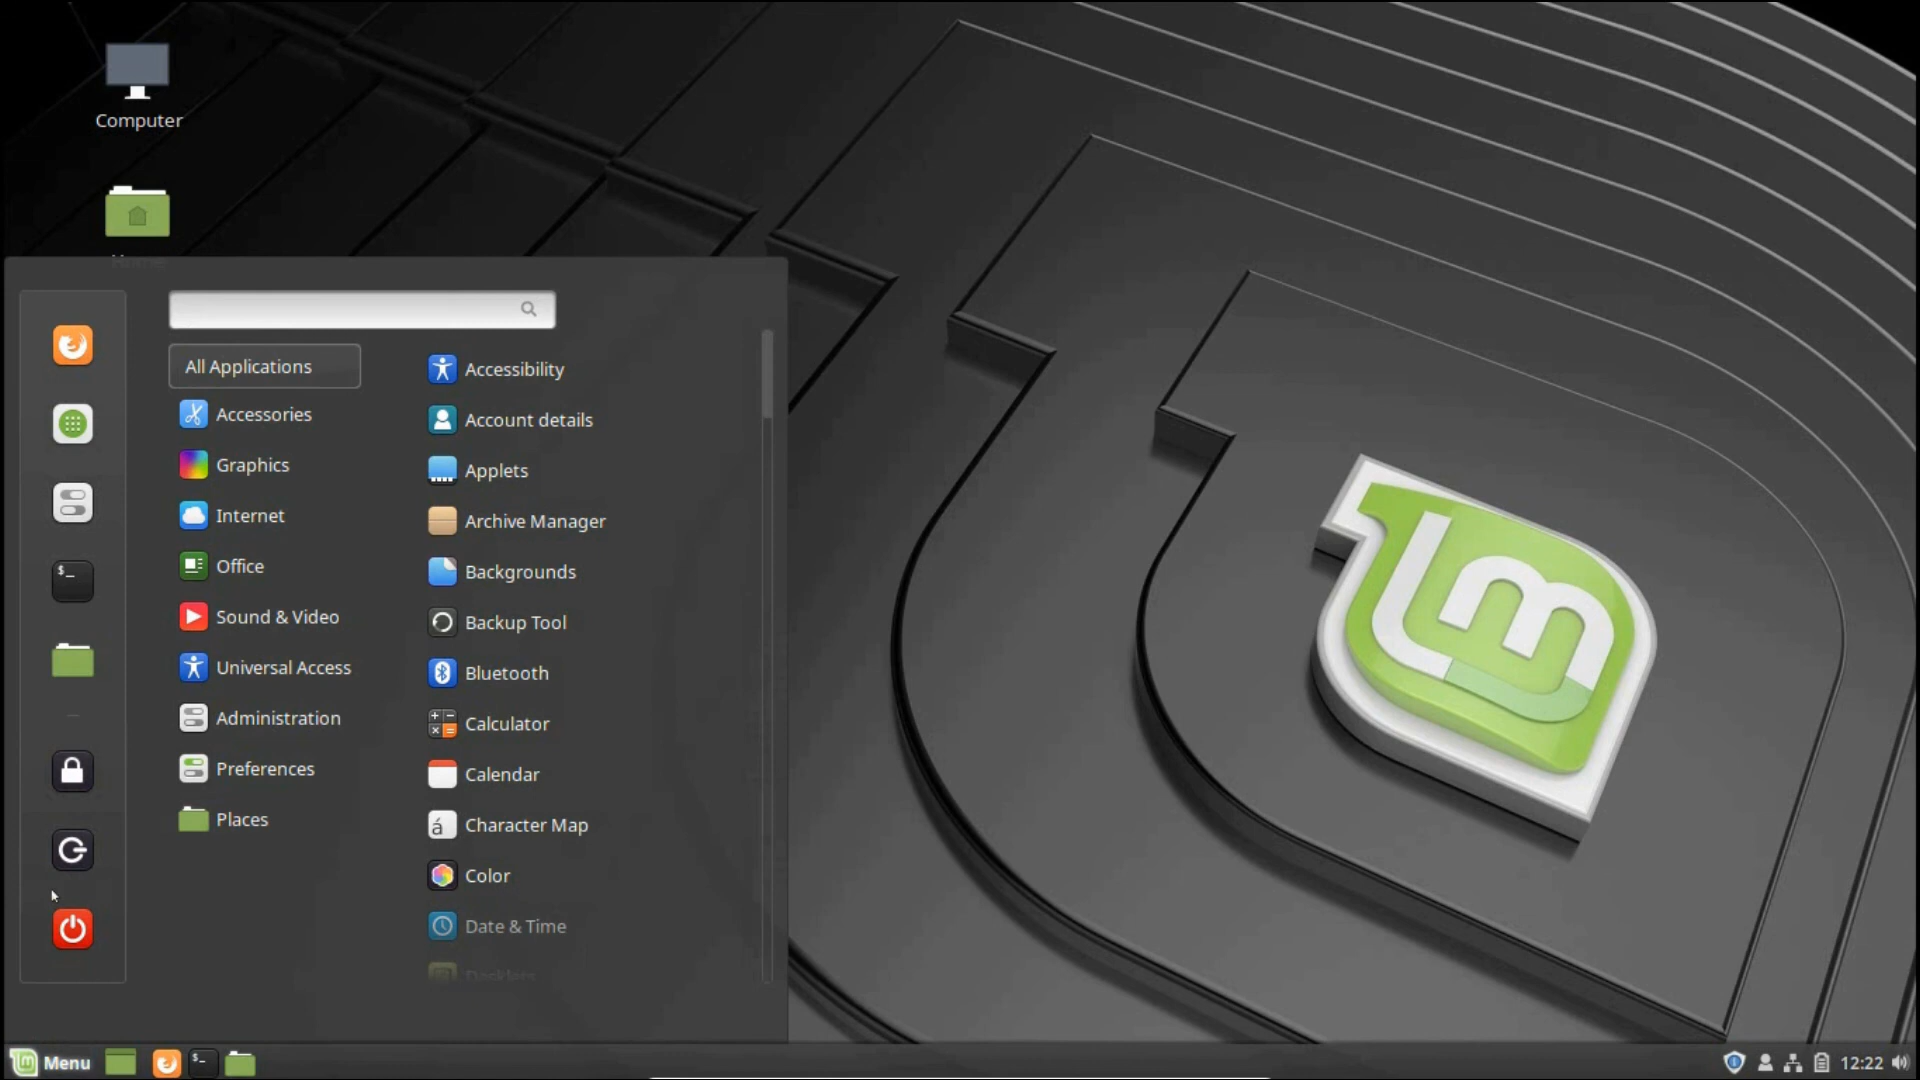 Computer
All Applications
Accessories
Graphics
Internet
Office
Sound & Video
Universal Access
Administration
Preferences
Places
Accessibility
Account details
Applets
Archive Manager
Backgrounds
Backup Tool
Bluetooth
Calculator
Calendar
Character Map
Color
Date & Time
Desklets
Menu
12:22